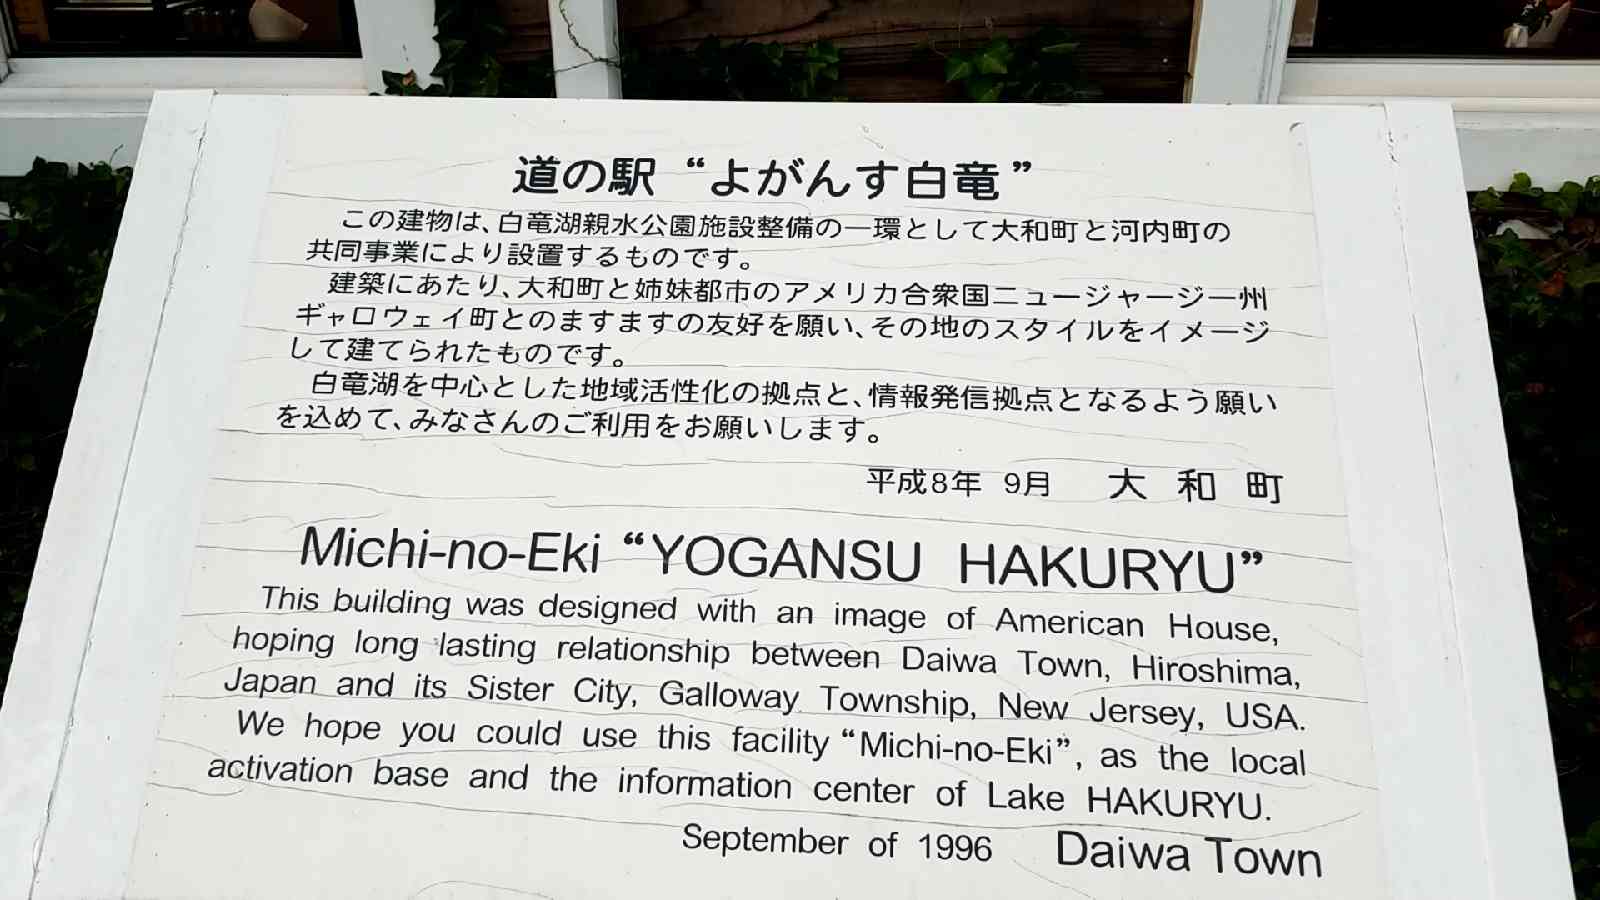 道の駅 “よがんす白竜”
この建物は、白竜湖親水公園施設整備の一環として大和町と河内町の
共同事業により設置するものです。
建築にあたり、大和町と姉妹都市のアメリカ合衆国ニュージャージー州
ギャロウェイ町とのますますの友好を願い、その地のスタイルをイメージ
して建てられたものです。
白竜湖を中心とした地域活性化の拠点と、情報発信拠点となるよう願い
を込めて、みなさんのご利用をお願いします。
平成8年 9月 大 和 町
Michi-no-Eki “YOGANSU HAKURYU”
This building was designed with an image of American House,
hoping long lasting relationship between Daiwa Town, Hiroshima,
Japan and its Sister City, Galloway Township, New Jersey, USA.
We hope you could use this facility “Michi-no-Eki”, as the local
activation base and the information center of Lake HAKURYU.
September of 1996 Daiwa Town